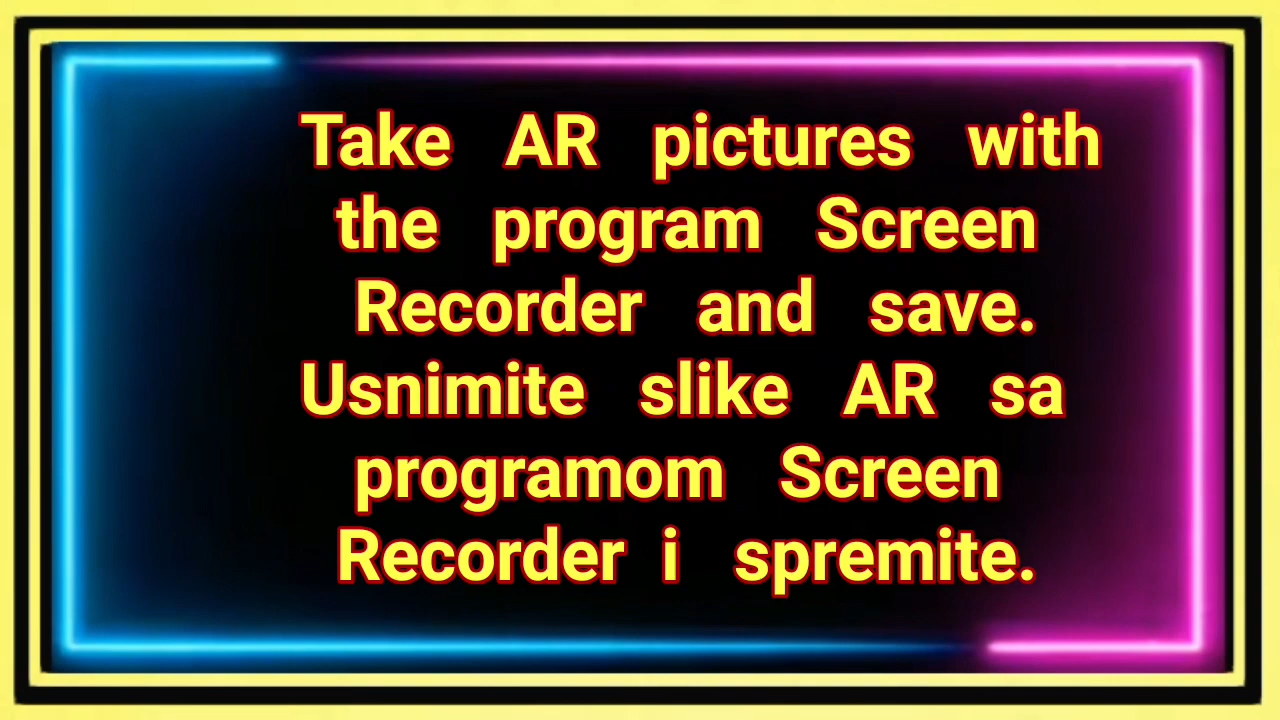 Take AR pictures with
the program Screen
Recorder and save.
Usnimite slike AR sa
programom Screen
Recorder i spremite.